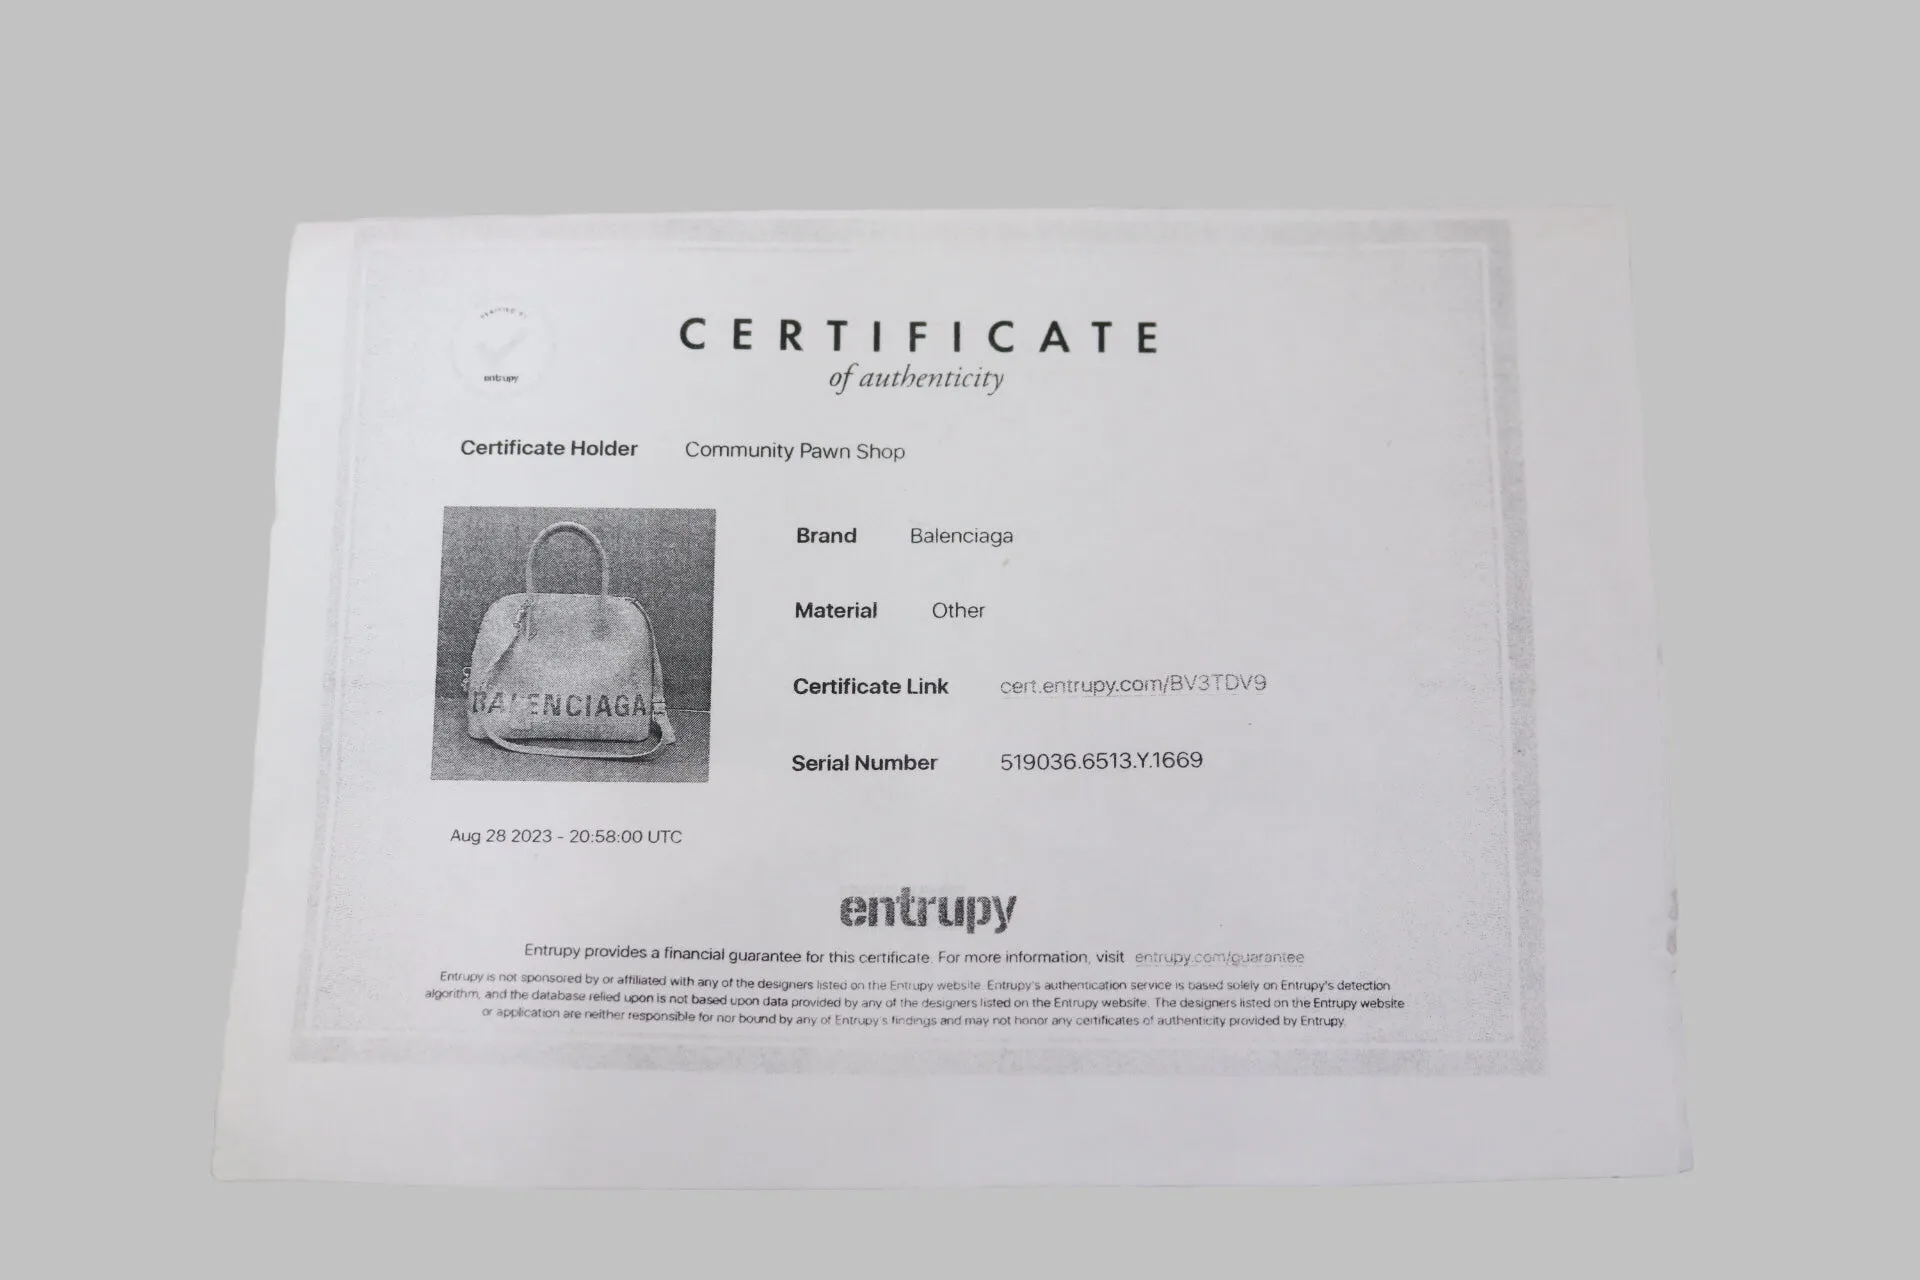 VERIFIED BY
entrupy
CERTIFICATE
of authenticity
Certificate Holder Community Pawn Shop
BALENCIAGA
Brand Balenciaga
Material Other
Certificate Link cert.entrupy.com/BV3TDV9
Serial Number 519036.6513.Y.1669
Aug 28 2023 - 20:58:00 UTC
entrupy
Entrupy provides a financial guarantee for this certificate. For more information, visit entrupy.com/guarantee
Entrupy is not sponsored by or affiliated with any of the designers listed on the Entrupy website. Entrupy's authentication service is based solely on Entrupy's detection
algorithm, and the database relied upon is not based upon data provided by any of the designers listed on the Entrupy website. The designers listed on the Entrupy website
or application are neither responsible for nor bound by any of Entrupy's findings and may not honor any certificates of authenticity provided by Entrupy.